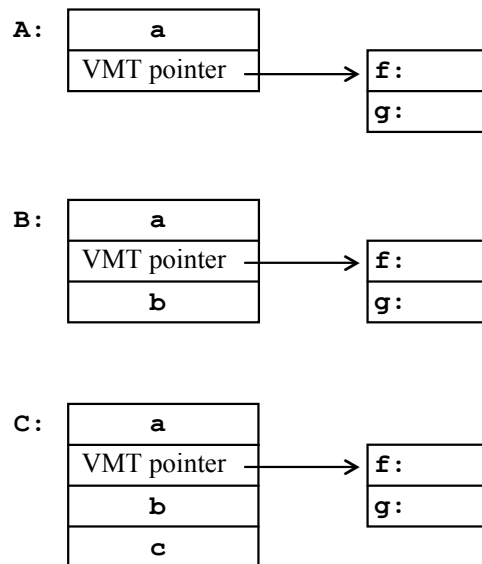 A: a
VMT pointer f:
g:
B: a
VMT pointer f:
b g:
C: a
VMT pointer f:
b g:
c